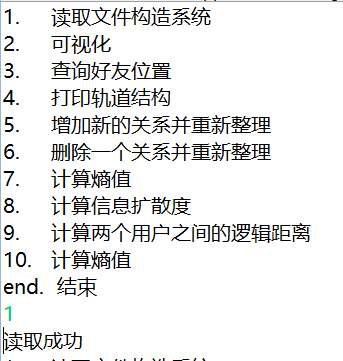 1. 读取文件构造系统
2. 可视化
3. 查询好友位置
4. 打印轨道结构
5. 增加新的关系并重新整理
6. 删除一个关系并重新整理
7. 计算熵值
8. 计算信息扩散度
9. 计算两个用户之间的逻辑距离
10. 计算熵值
end. 结束
1
读取成功